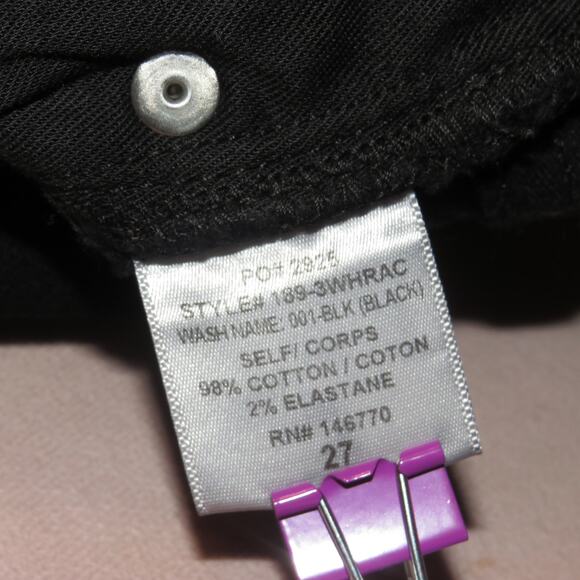 PO# 2925
STYLE# 189-3WHRAC
WASH NAME: 001-BLK (BLACK)
SELF/ CORPS
98% COTTON / COTON
2% ELASTANE
RN# 146770
27